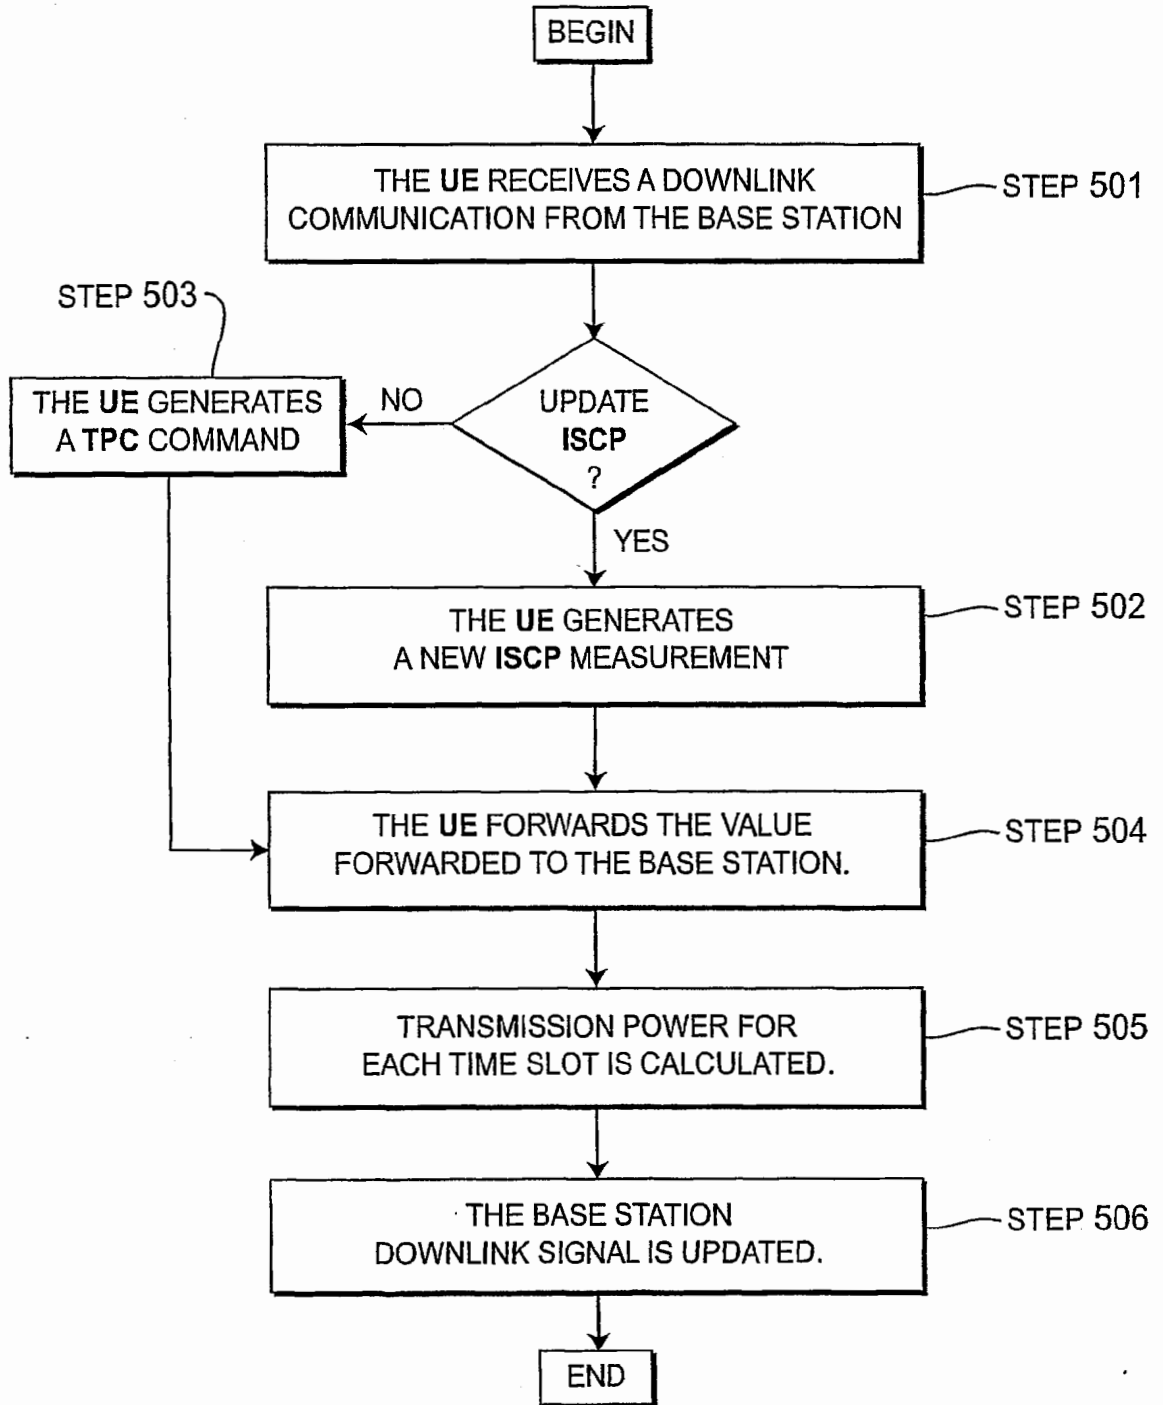 BEGIN
THE UE RECEIVES A DOWNLINK
COMMUNICATION FROM THE BASE STATION
STEP 501
STEP 503
THE UE GENERATES
A TPC COMMAND
NO
UPDATE
ISCP
?
YES
THE UE GENERATES
A NEW ISCP MEASUREMENT
STEP 502
THE UE FORWARDS THE VALUE
FORWARDED TO THE BASE STATION.
STEP 504
TRANSMISSION POWER FOR
EACH TIME SLOT IS CALCULATED.
STEP 505
THE BASE STATION
DOWNLINK SIGNAL IS UPDATED.
STEP 506
END